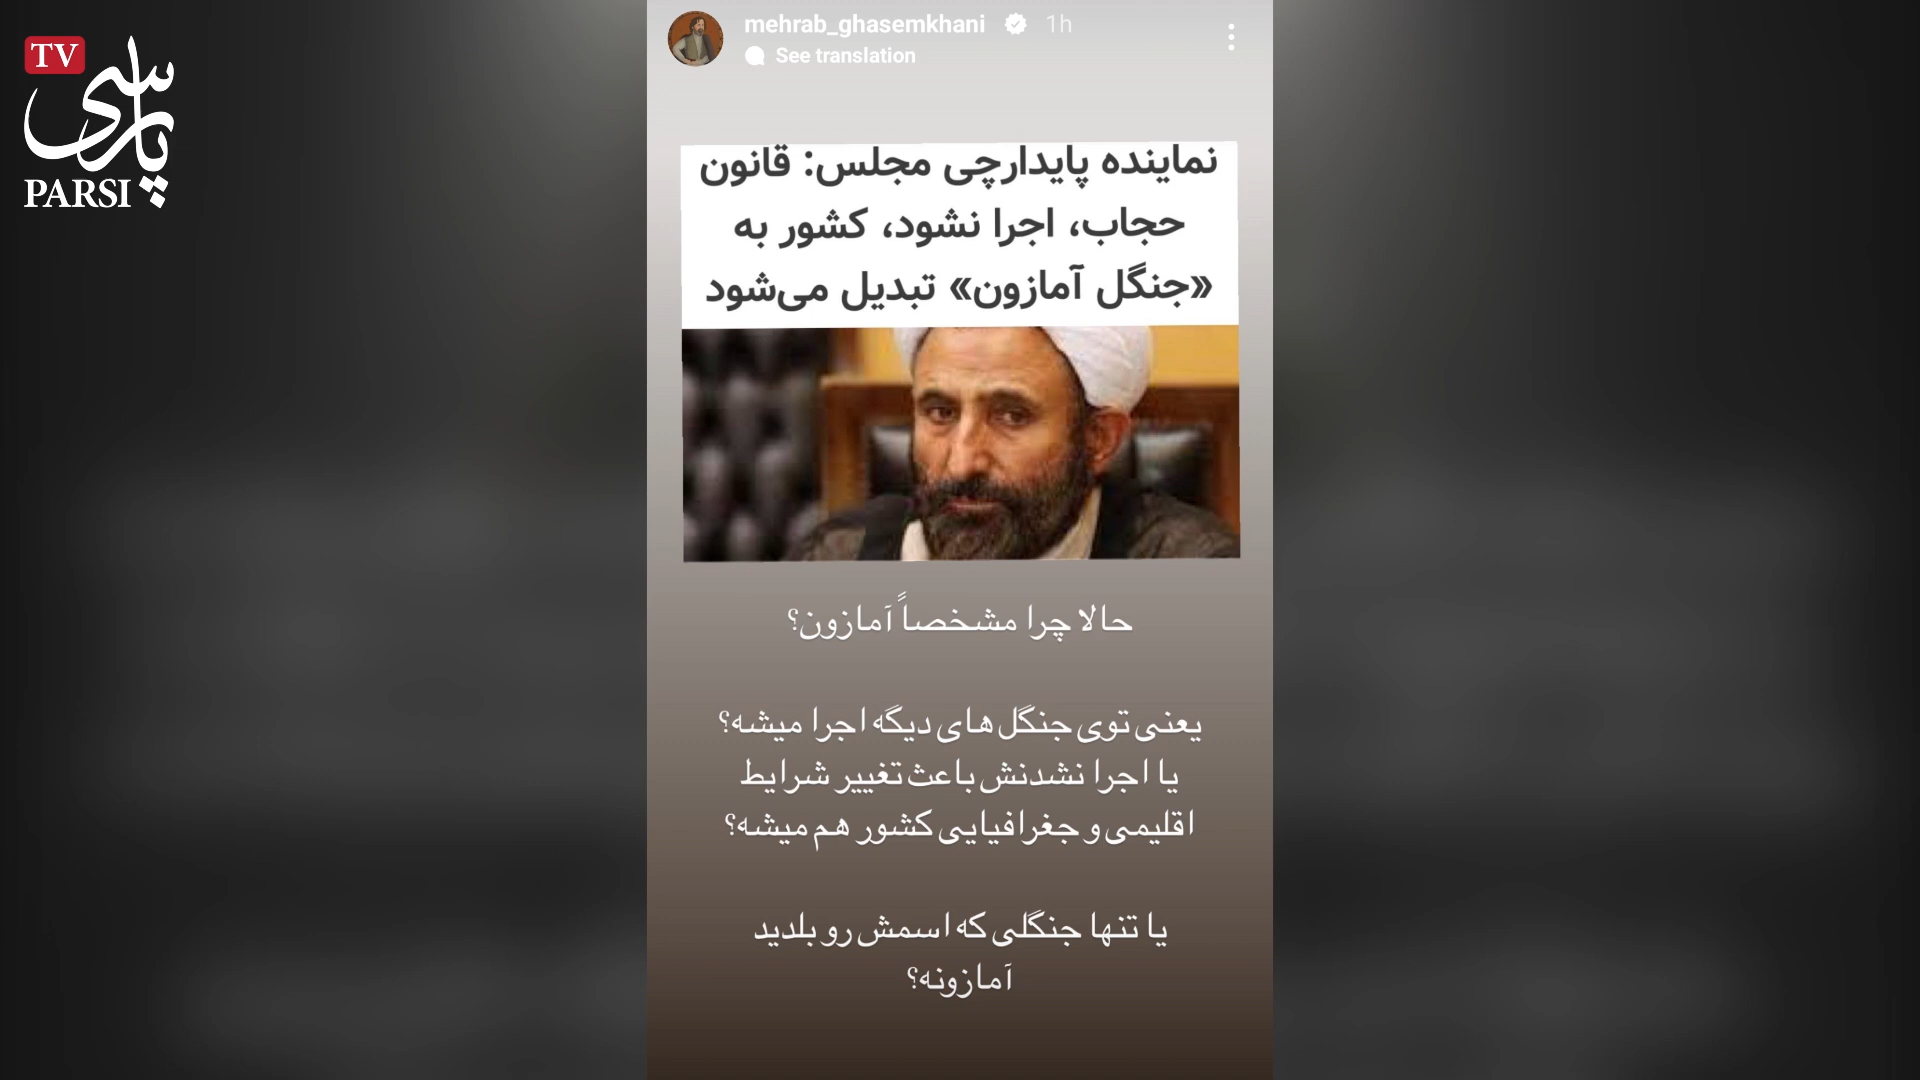 TV
پارسی
PARSI
mehrab_ghasemkhani 1h
See translation
نماینده پایدارچی مجلس: قانون
حجاب، اجرا نشود، کشور به
«جنگل آمازون» تبدیل می‌شود
حالا چرا مشخصاً آمازون؟
یعنی توی جنگل های دیگه اجرا میشه؟
یا اجرا نشدنش باعث تغییر شرایط
اقلیمی و جغرافیایی کشور هم میشه؟
یا تنها جنگلی که اسمش رو بلدید
آمازونه؟